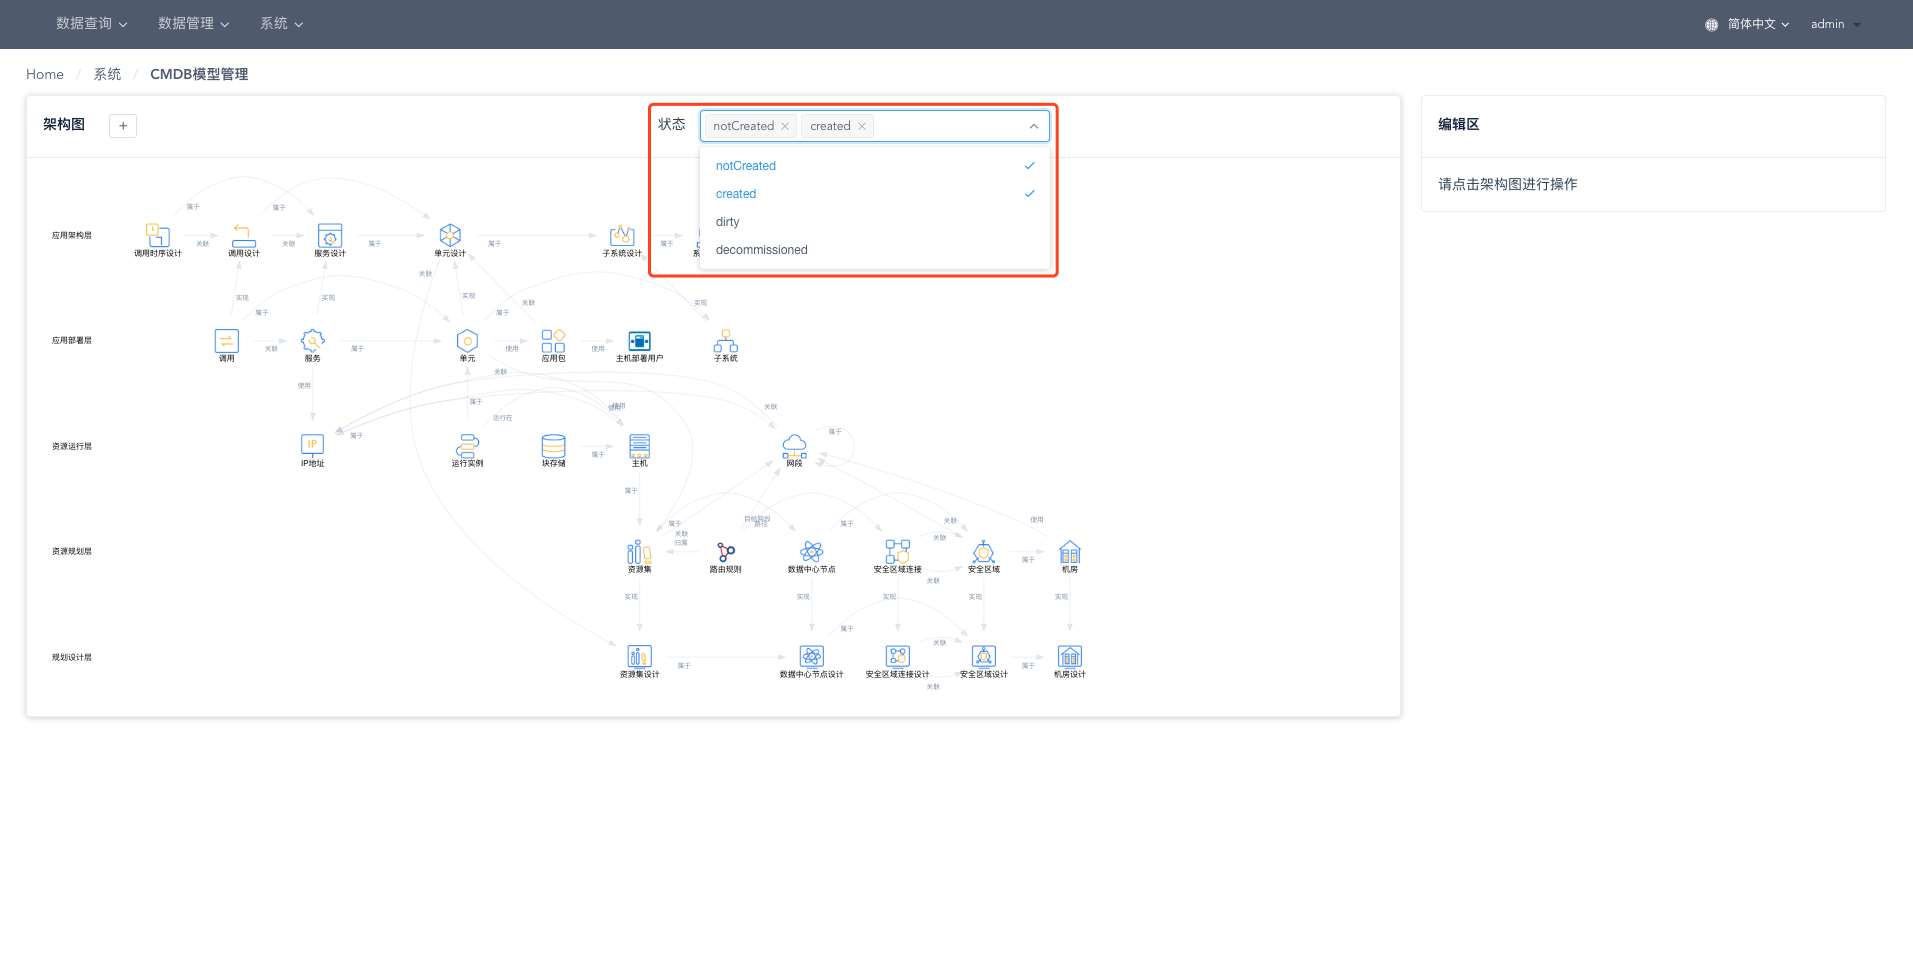 数据查询 数据管理 系统 简体中文 admin
Home / 系统 / CMDB模型管理
架构图 + 状态 notCreated created 编辑区
notCreated
created
dirty
decommissioned
请点击架构图进行操作
属于 属于
应用架构层 关联 关联 属于 属于 属于
调用时序设计 调用设计 服务设计 单元设计 子系统设计
关联
实现 实现 实现 关联 实现
属于 属于
应用部署层 关联 属于 使用 使用
调用 服务 单元 应用包 主机部署用户 子系统
关联
使用
属于 使用 关联
运行在
属于 属于
资源运行层 IP 属于
IP地址 运行实例 块存储 主机 网段
属于
属于 目标网段 属于 关联 使用
关联 关联
归属
资源规划层 属于
资源集 路由规则 数据中心节点 安全区域连接 安全区域 机房
关联
实现 实现 实现 实现 实现
属于
关联
规划设计层 属于 属于
资源集设计 数据中心节点设计 安全区域连接设计 安全区域设计 机房设计
关联